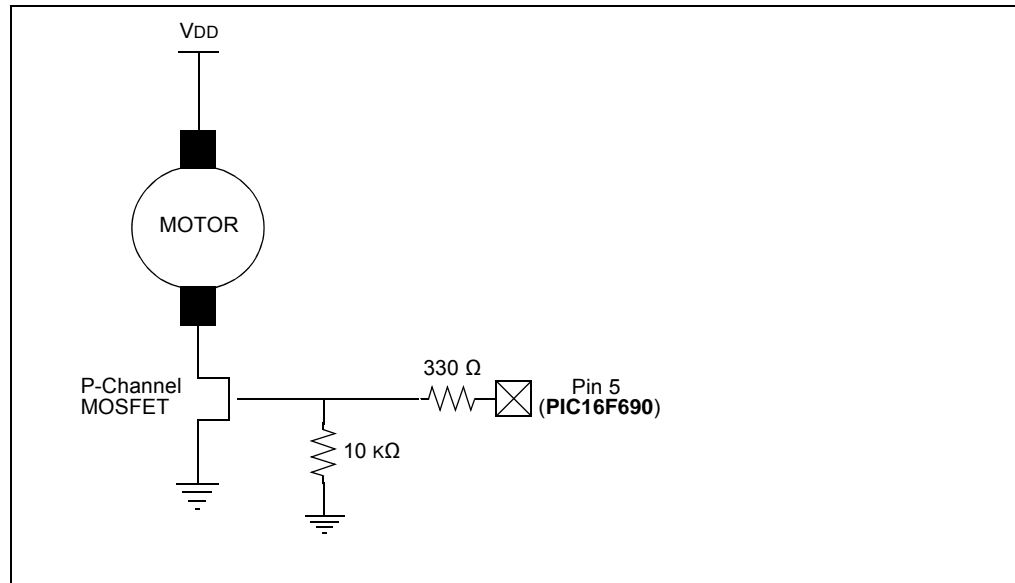 VDD
MOTOR
P-Channel
MOSFET
330 Ω
Pin 5
(PIC16F690)
10 KΩ